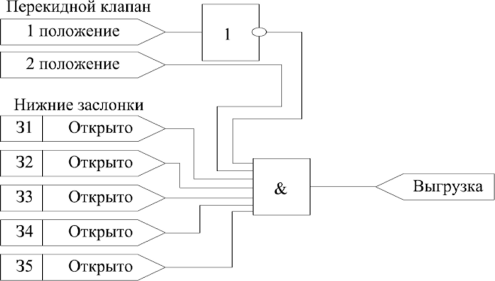 Перекидной клапан
1 положение
1
2 положение
Нижние заслонки
З1 Открыто
З2 Открыто
З3 Открыто
&
Выгрузка
З4 Открыто
З5 Открыто